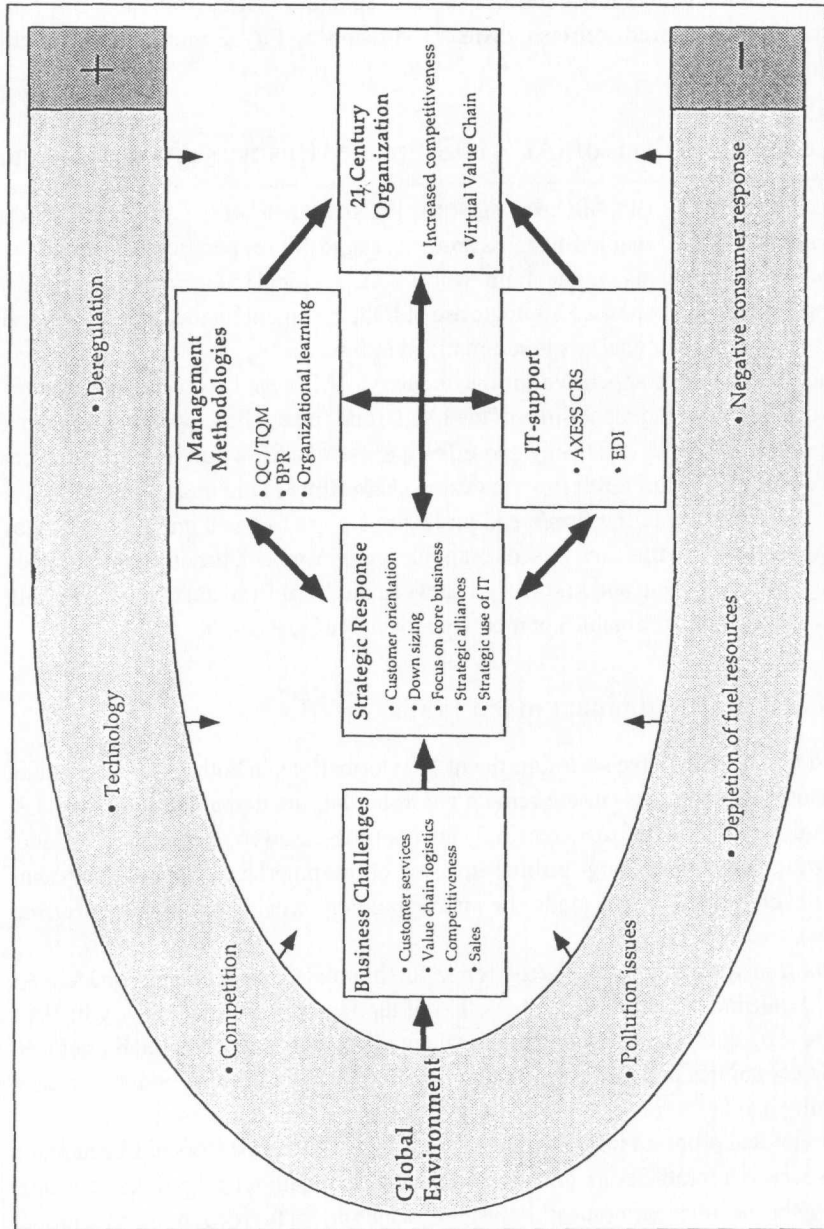 +
• Deregulation
• Technology
• Competition
Global
Environment
• Pollution issues
• Depletion of fuel resources
• Negative consumer response
−
Business Challenges
• Customer services
• Value chain logistics
• Competitiveness
Sales
Strategic Response
Customer orientation
• Down sizing
Focus on core business
• Strategic alliances
• Strategic use of IT
Management
Methodologies
• QC/TQM
• BPR
• Organizational learning
IT-support
• AXESS CRS
• EDI
21. Century
Organization
• Increased competitiveness
• Virtual Value Chain